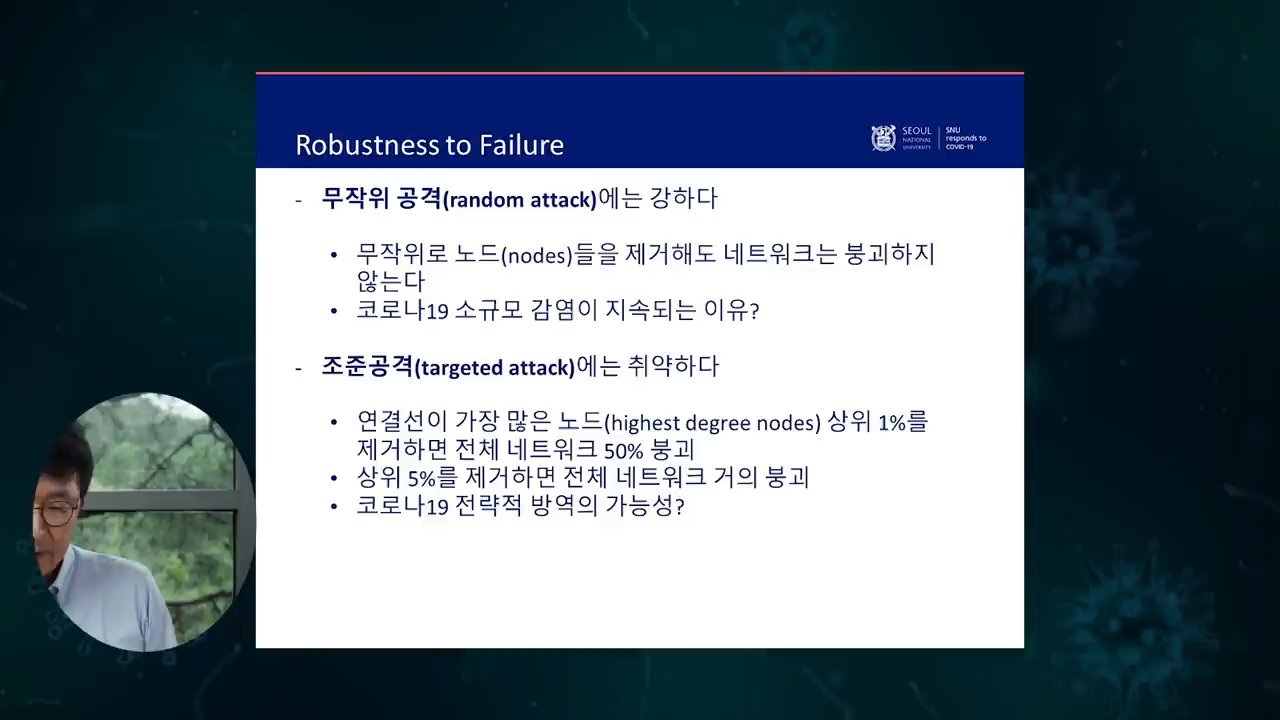 Robustness to Failure
SEOUL
NATIONAL
UNIVERSITY
SNU
responds to
COVID-19
- 무작위 공격(random attack)에는 강하다
• 무작위로 노드(nodes)들을 제거해도 네트워크는 붕괴하지
않는다
• 코로나19 소규모 감염이 지속되는 이유?
- 조준공격(targeted attack)에는 취약하다
• 연결선이 가장 많은 노드(highest degree nodes) 상위 1%를
제거하면 전체 네트워크 50% 붕괴
• 상위 5%를 제거하면 전체 네트워크 거의 붕괴
• 코로나19 전략적 방역의 가능성?